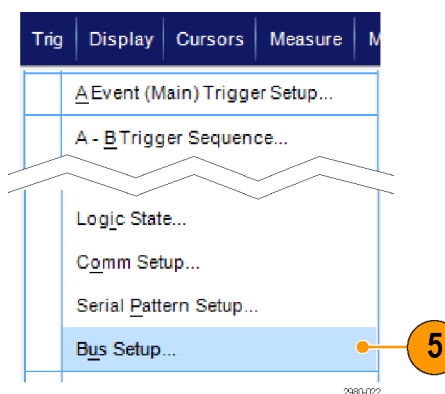 Trig Display Cursors Measure M
A Event (Main) Trigger Setup...
A - B Trigger Sequence...
Logic State...
Comm Setup...
Serial Pattern Setup...
Bus Setup...
5
2980-022